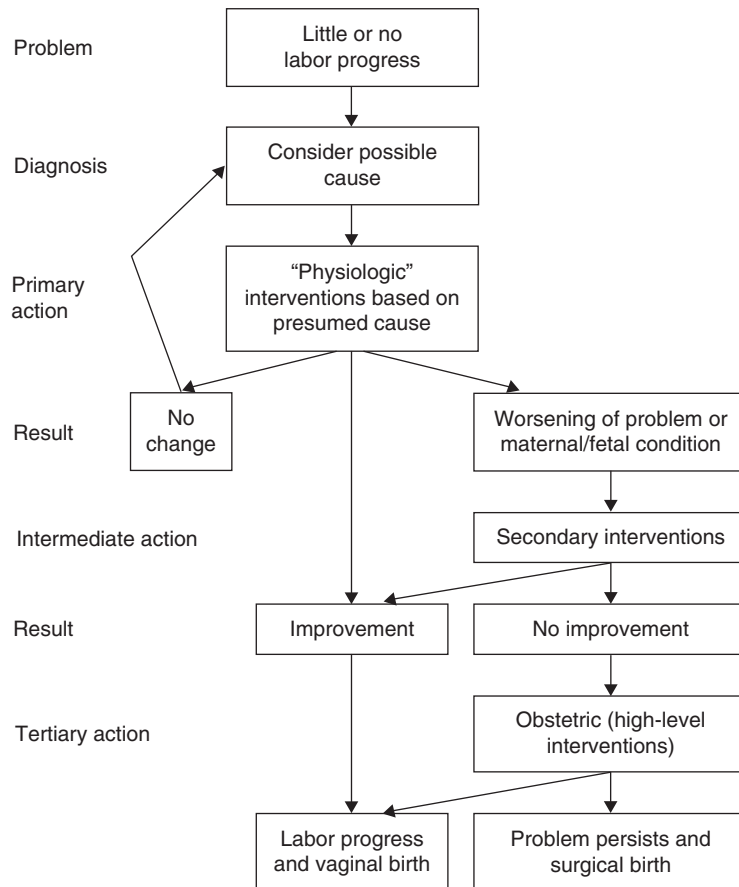 Problem
Little or no
labor progress
Diagnosis
Consider possible
cause
Primary
action
“Physiologic”
interventions based on
presumed cause
Result
No
change
Worsening of problem or
maternal/fetal condition
Intermediate action
Secondary interventions
Result
Improvement
No improvement
Tertiary action
Obstetric (high-level
interventions)
Labor progress
and vaginal birth
Problem persists and
surgical birth